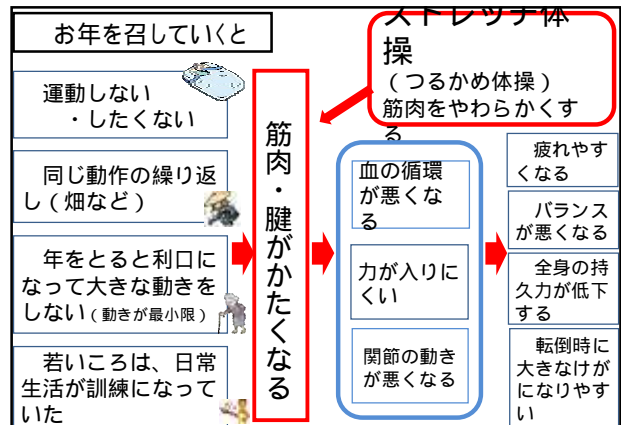 お年を召していくと
運動しない
・したくない
同じ動作の繰り返
し(畑など)
年をとると利口に
なって大きな動きを
しない(動きが最小限)
若いころは、日常
生活が訓練になって
いた
筋肉・腱がかたくなる
ストレッチ体
操
(つるかめ体操)
筋肉をやわらかくす
る
血の循環
が悪くな
る
力が入りに
くい
関節の動き
が悪くなる
疲れやす
くなる
バランス
が悪くなる
全身の持
久力が低下
する
転倒時に
大きなけが
になりやす
い